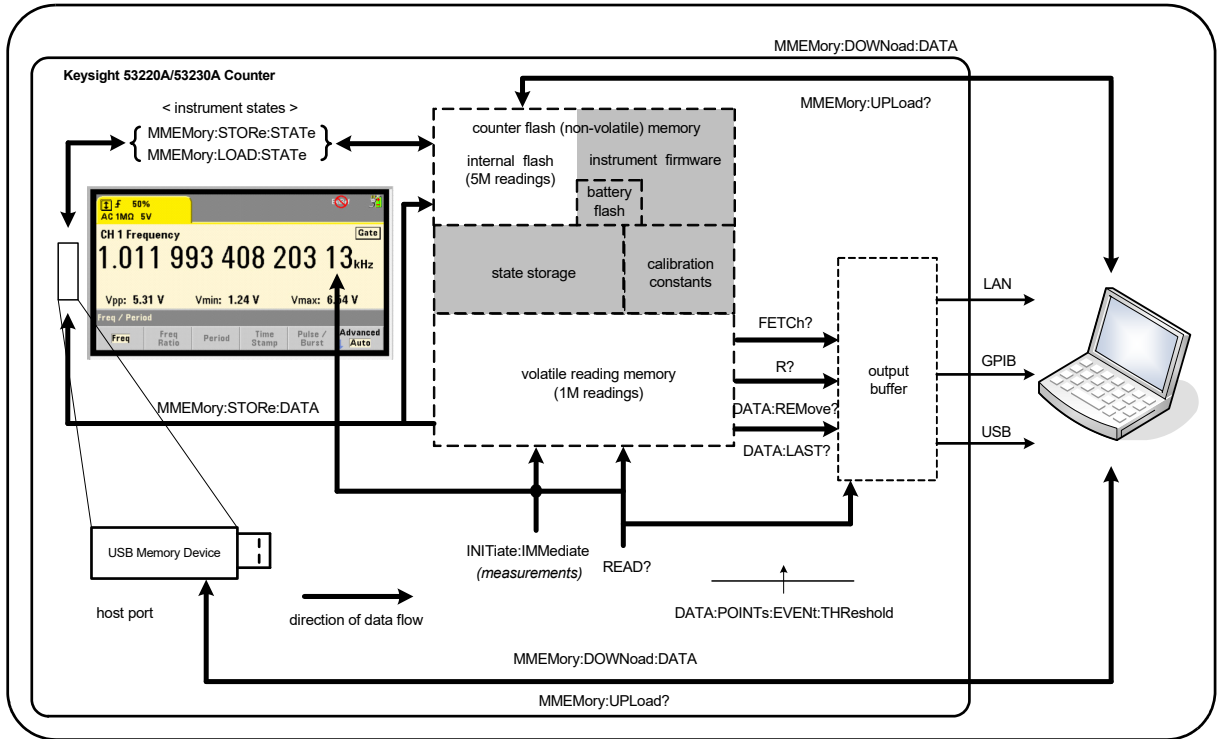 MMEMory:DOWNoad:DATA
Keysight 53220A/53230A Counter
MMEMory:UPLoad?
< instrument states >
{ MMEMory:STORe:STATe }
{ MMEMory:LOAD:STATe }
counter flash (non-volatile) memory
internal flash
(5M readings)
instrument firmware
battery
flash
state storage
calibration
constants
50%
AC 1MΩ 5V
CH 1 Frequency
Gate
1.011 993 408 203 13kHz
Vpp: 5.31 V Vmin: 1.24 V Vmax: 6.54 V
Freq / Period
Freq
Freq
Ratio
Period
Time
Stamp
Pulse /
Burst
Advanced
Auto
volatile reading memory
(1M readings)
MMEMory:STORe:DATA
FETCh?
R?
DATA:REMove?
DATA:LAST?
output
buffer
LAN
GPIB
USB
USB Memory Device
host port
direction of data flow
INITiate:IMMediate
(measurements)
READ?
DATA:POINTs:EVENt:THReshold
MMEMory:DOWNoad:DATA
MMEMory:UPLoad?